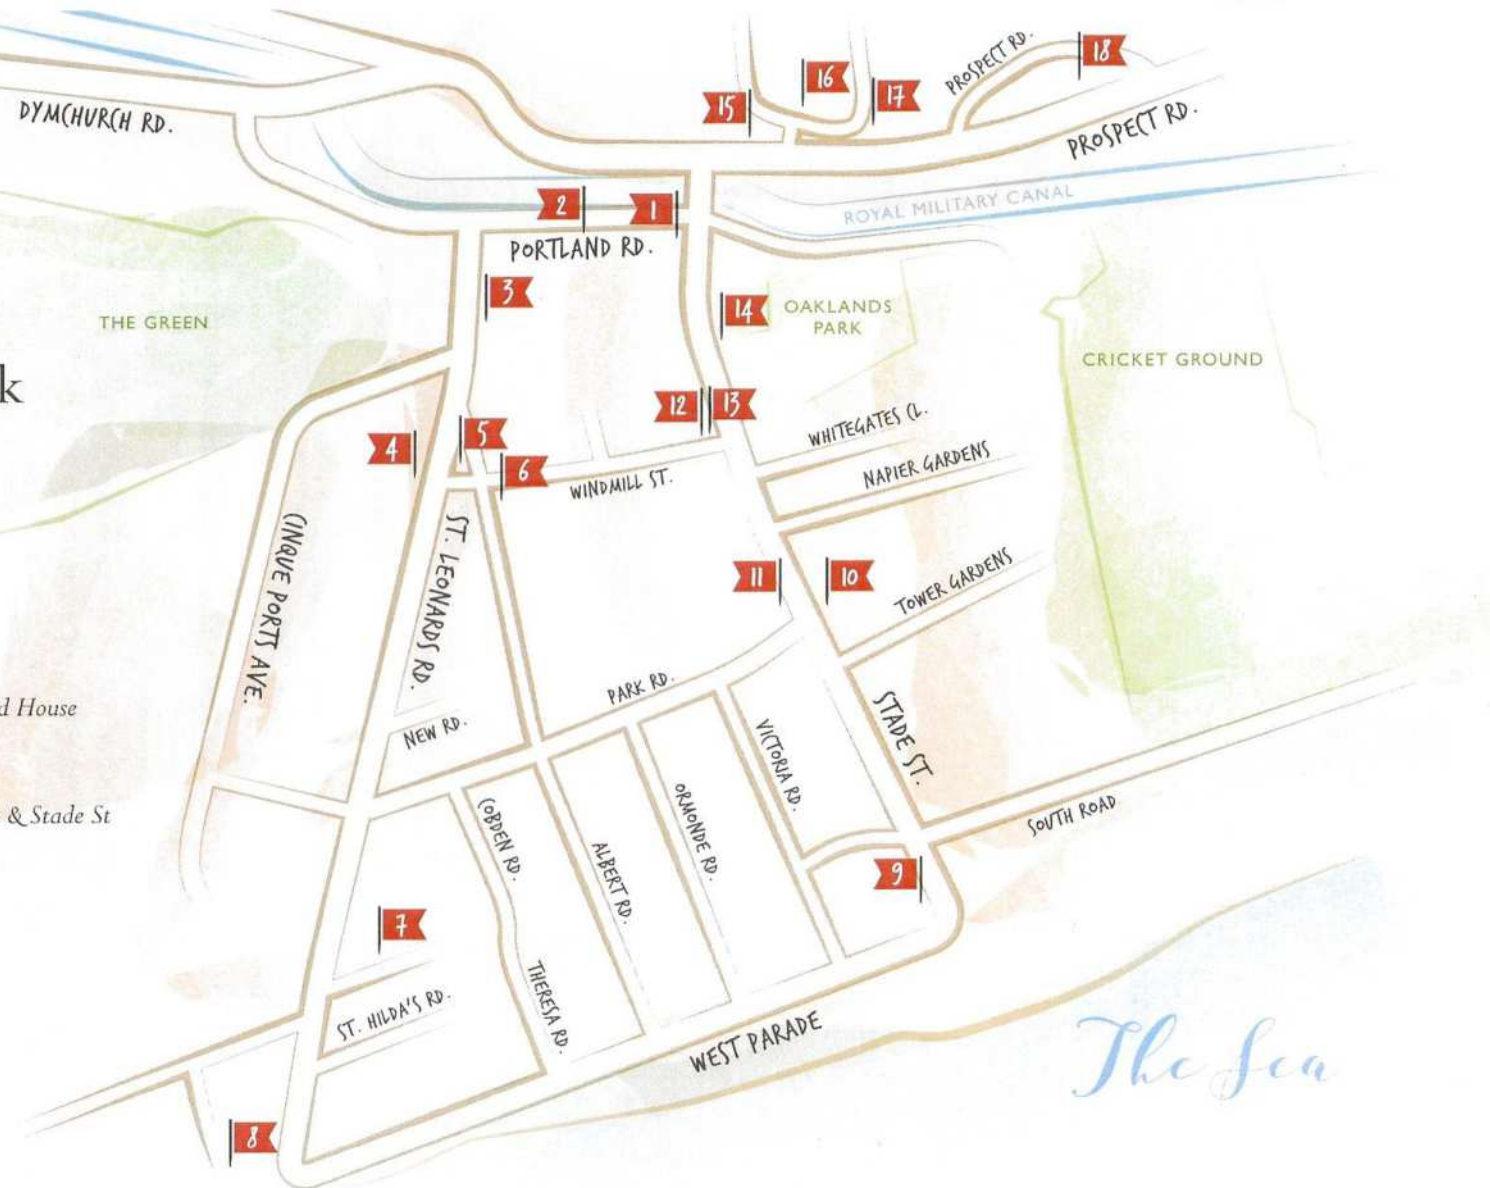 16
18
PROSPECT RD.
15
17
DYMCHURCH RD.
PROSPECT RD.
2
1
ROYAL MILITARY CANAL
PORTLAND RD.
3
14
OAKLANDS
PARK
THE GREEN
CRICKET GROUND
k
12
13
WHITEGATES CL.
4
5
6
WINDMILL ST.
NAPIER GARDENS
CINQUE PORTS AVE.
ST. LEONARDS RD.
11
10
TOWER GARDENS
PARK RD.
d House
NEW RD.
VICTORIA RD.
STADE ST.
& Stade St
COBDEN RD.
ALBERT RD.
ORMONDE RD.
SOUTH ROAD
9
7
THERESA RD.
ST. HILDA'S RD.
WEST PARADE
The Sea
8